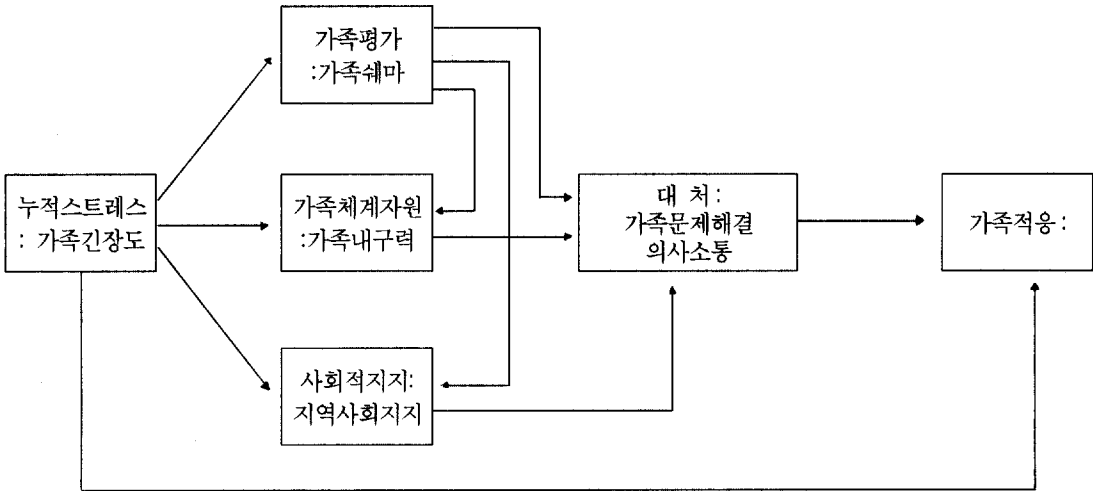 가족평가
:가족쉐마
누적스트레스
: 가족긴장도
가족체계자원
:가족내구력
대 처:
가족문제해결
의사소통
가족적응:
사회적지지:
지역사회지지